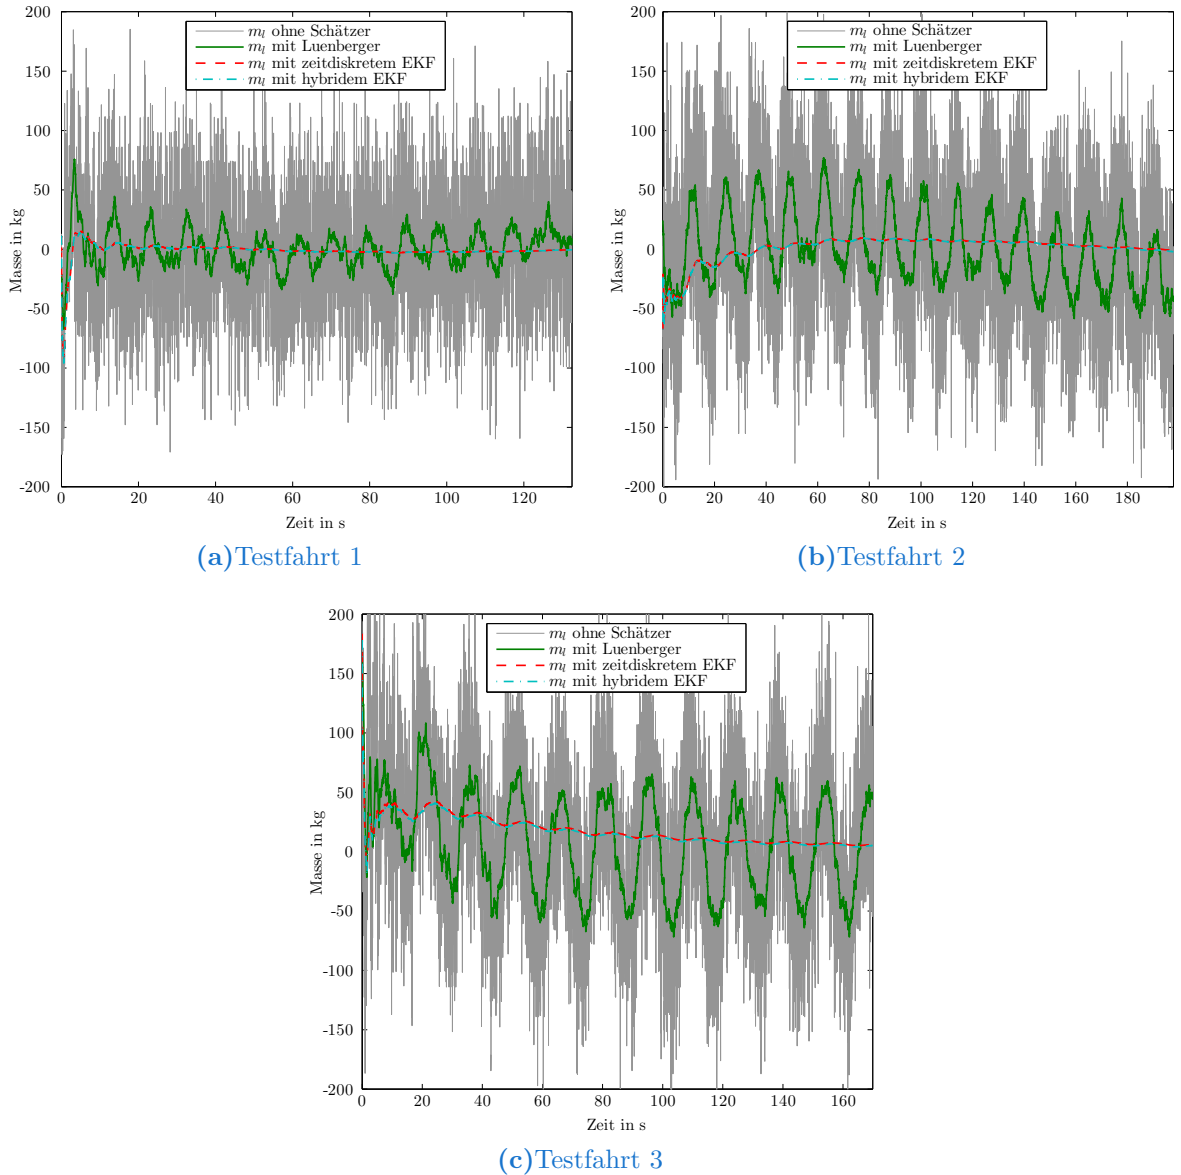 200
150
100
50
0
-50
-100
-150
-200
0
20
40
60
80
100
120
Masse in kg
Zeit in s
m_l ohne Schätzer
m_l mit Luenberger
m_l mit zeitdiskretem EKF
m_l mit hybridem EKF
(a)Testfahrt 1
200
150
100
50
0
-50
-100
-150
-200
0
20
40
60
80
100
120
140
160
180
Masse in kg
Zeit in s
m_l ohne Schätzer
m_l mit Luenberger
m_l mit zeitdiskretem EKF
m_l mit hybridem EKF
(b)Testfahrt 2
200
150
100
50
0
-50
-100
-150
-200
0
20
40
60
80
100
120
140
160
Masse in kg
Zeit in s
m_l ohne Schätzer
m_l mit Luenberger
m_l mit zeitdiskretem EKF
m_l mit hybridem EKF
(c)Testfahrt 3